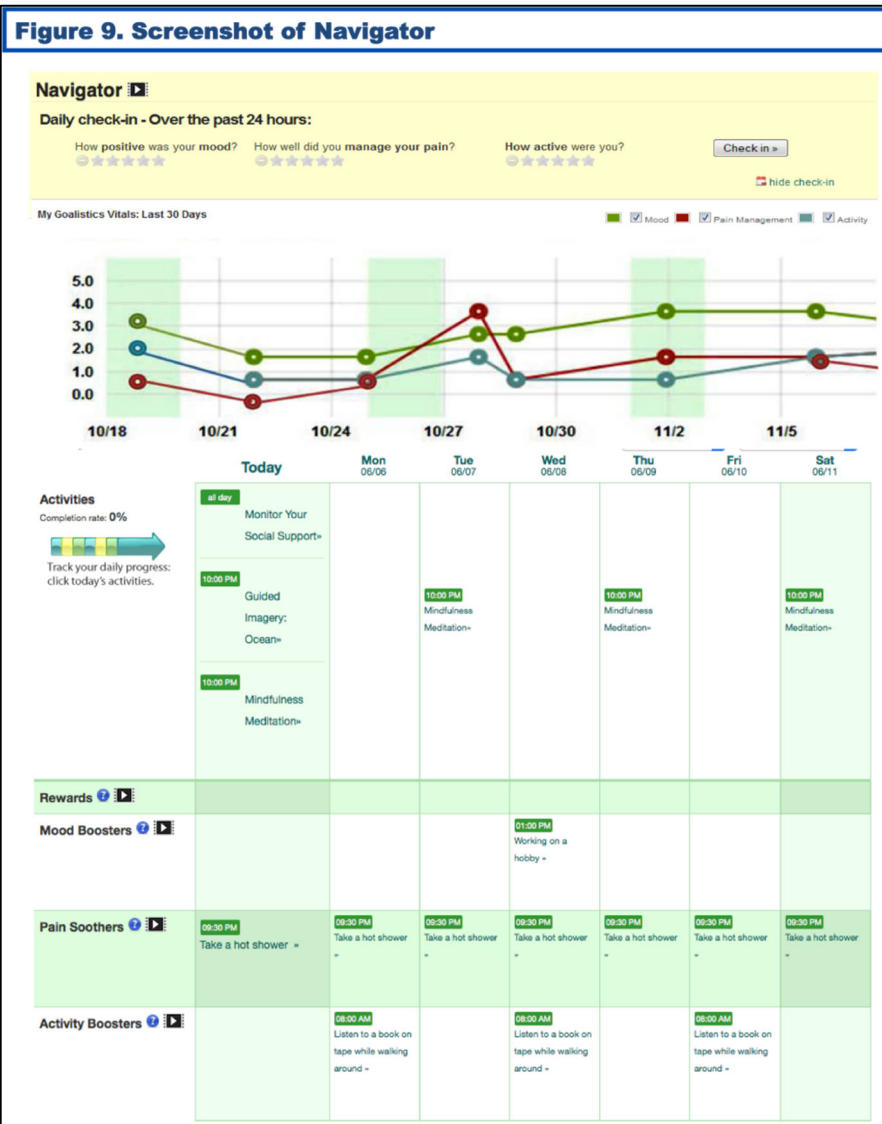 Figure 9. Screenshot of Navigator
Navigator
Daily check-in - Over the past 24 hours:
How positive was your mood? How well did you manage your pain? How active were you?
Check in »
hide check-in
My Goalistics Vitals: Last 30 Days
Mood Pain Management Activity
5.0
4.0
3.0
2.0
1.0
0.0
10/18 10/21 10/24 10/27 10/30 11/2 11/5
Today Mon Tue Wed Thu Fri Sat
06/06 06/07 06/08 06/09 06/10 06/11
Activities
Completion rate: 0%
Track your daily progress:
click today's activities.
all day
Monitor Your
Social Support»
10:00 PM
Guided
Imagery:
Ocean»
10:00 PM
Mindfulness
Meditation»
10:00 PM
Mindfulness
Meditation»
10:00 PM
Mindfulness
Meditation»
10:00 PM
Mindfulness
Meditation»
Rewards ?
Mood Boosters ?
01:00 PM
Working on a
hobby »
Pain Soothers ?
09:30 PM
Take a hot shower »
09:30 PM
Take a hot shower
»
09:30 PM
Take a hot shower
»
09:30 PM
Take a hot shower
»
09:30 PM
Take a hot shower
»
09:30 PM
Take a hot shower
»
09:30 PM
Take a hot shower
»
Activity Boosters ?
08:00 AM
Listen to a book on
tape while walking
around »
08:00 AM
Listen to a book on
tape while walking
around »
08:00 AM
Listen to a book on
tape while walking
around »